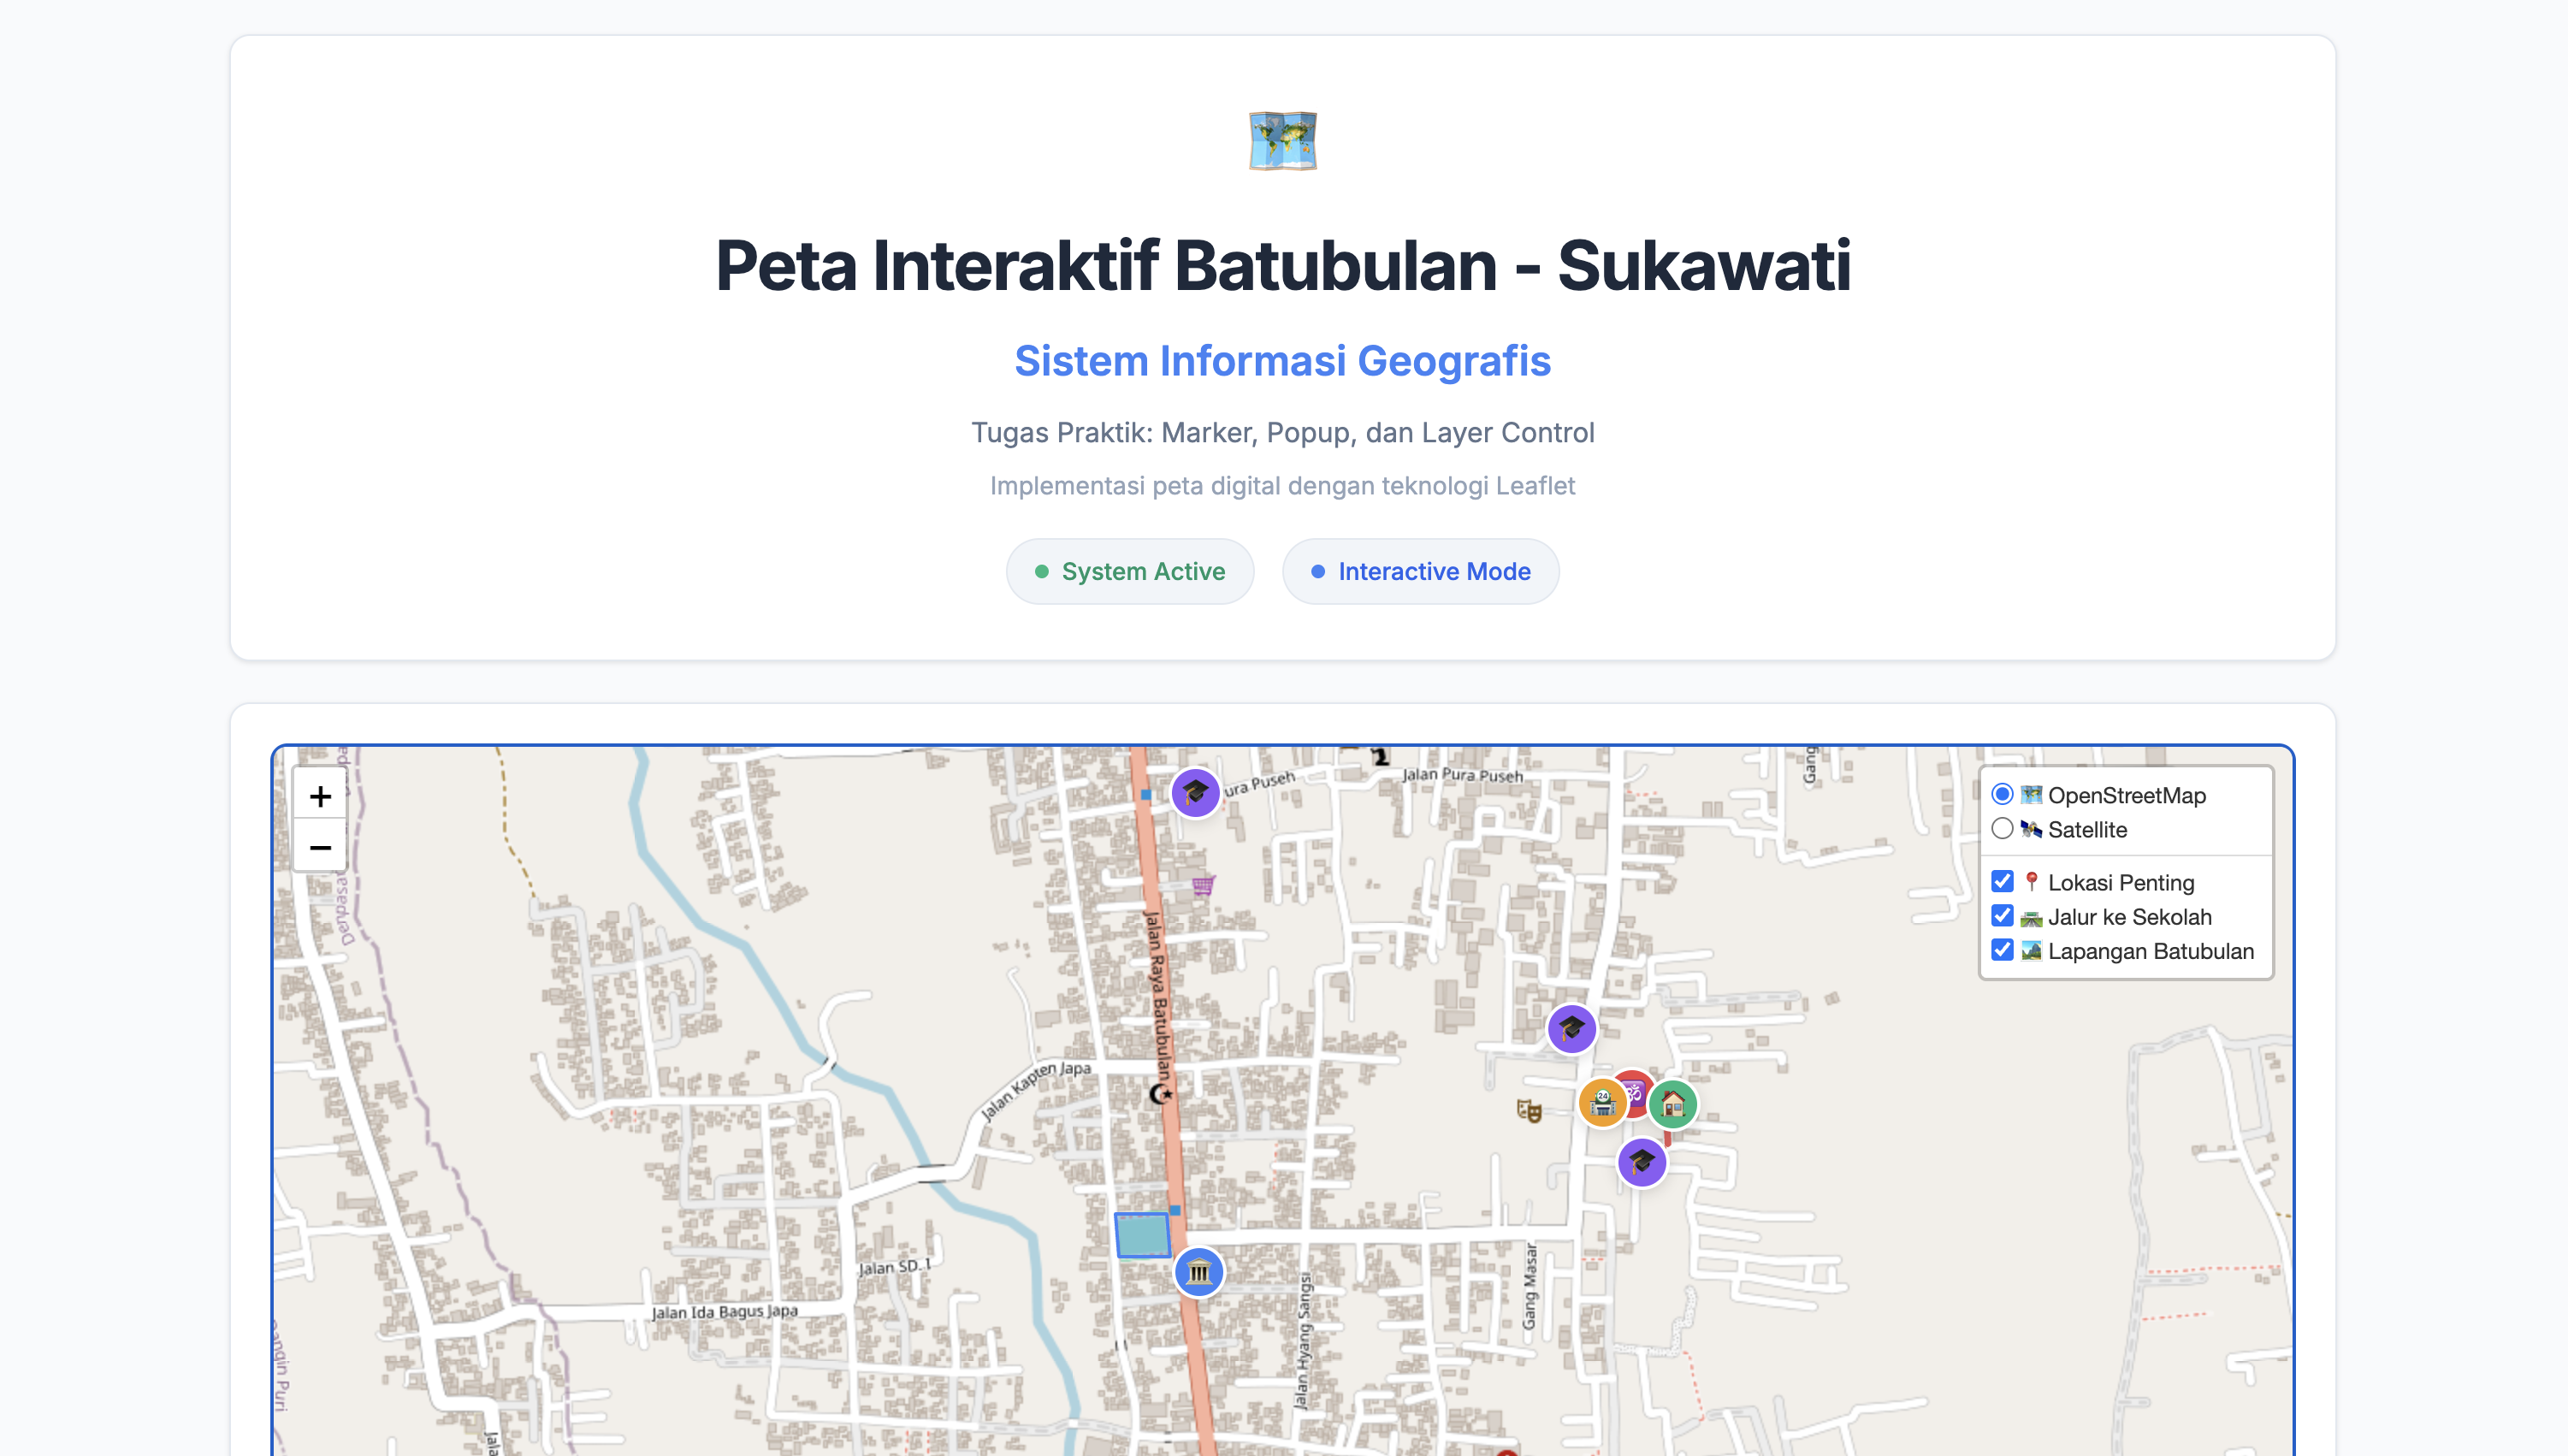 Peta Interaktif Batubulan - Sukawati
Sistem Informasi Geografis
Tugas Praktik: Marker, Popup, dan Layer Control
Implementasi peta digital dengan teknologi Leaflet
System Active
Interactive Mode
+
−
OpenStreetMap
Satellite
Lokasi Penting
Jalur ke Sekolah
Lapangan Batubulan
ura Puseh
Jalan Pura Puseh
Gang
Jalan Raya Batubulan
Jalan Kapten Japa
24
Jalan SD. 1
Jalan Ida Bagus Japa
Jalan Hyang Sangsi
Gang Masar
Puri
Jala